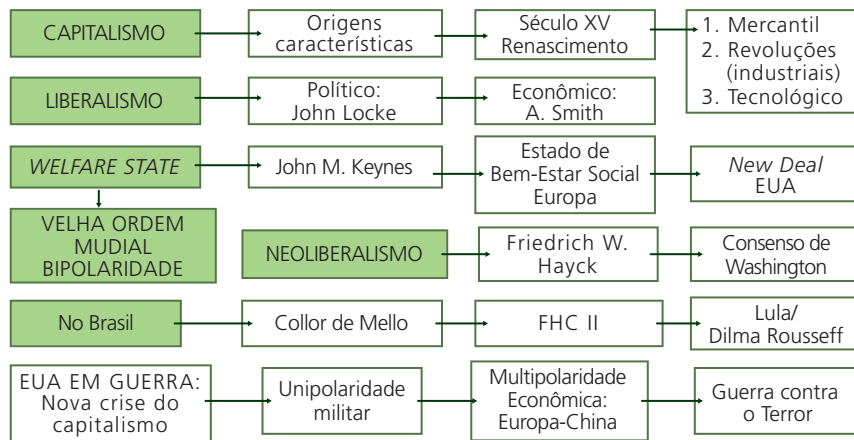 CAPITALISMO
Origens
características
Século XV
Renascimento
1. Mercantil
2. Revoluções
(industriais)
3. Tecnológico
LIBERALISMO
Político:
John Locke
Econômico:
A. Smith
WELFARE STATE
John M. Keynes
Estado de
Bem-Estar Social
Europa
New Deal
EUA
VELHA ORDEM
MUDIAL
BIPOLARIDADE
NEOLIBERALISMO
Friedrich W.
Hayck
Consenso de
Washington
No Brasil
Collor de Mello
FHC II
Lula/
Dilma Rousseff
EUA EM GUERRA:
Nova crise do
capitalismo
Unipolaridade
militar
Multipolaridade
Econômica:
Europa-China
Guerra contra
o Terror